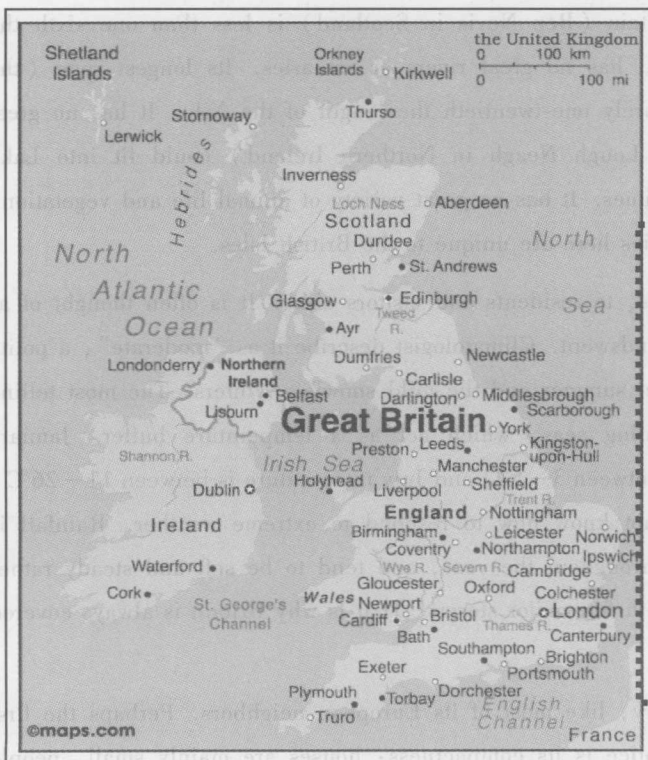 the United Kingdom
0 100 km
0 100 mi
Shetland
Islands
Orkney
Islands
Kirkwell
Lerwick
Stornoway
Thurso
Hebrides
Inverness
Loch Ness
Aberdeen
Scotland
Dundee
North
Sea
Perth
St. Andrews
North
Atlantic
Ocean
Glasgow
Edinburgh
Tweed
R.
Ayr
Londonderry
Northern
Ireland
Dumfries
Newcastle
Carlisle
Belfast
Lisburn
Darlington
Middlesbrough
Scarborough
Great Britain
York
Preston
Leeds
Kingston-
upon-Hull
Shannon R.
Irish Sea
Manchester
Holyhead
Liverpool
Sheffield
Dublin
Trent R.
England
Nottingham
Ireland
Birmingham
Leicester
Norwich
Coventry
Northampton
Ipswich
Waterford
Wye R.
Severn R.
Cambridge
Cork
Wales
Gloucester
Oxford
Colchester
St. George's
Channel
Newport
London
Cardiff
Bristol
Thames R.
Bath
Canterbury
Southampton
Brighton
Exeter
Portsmouth
Plymouth
Torbay
Dorchester
English
Channel
Truro
©maps.com
France